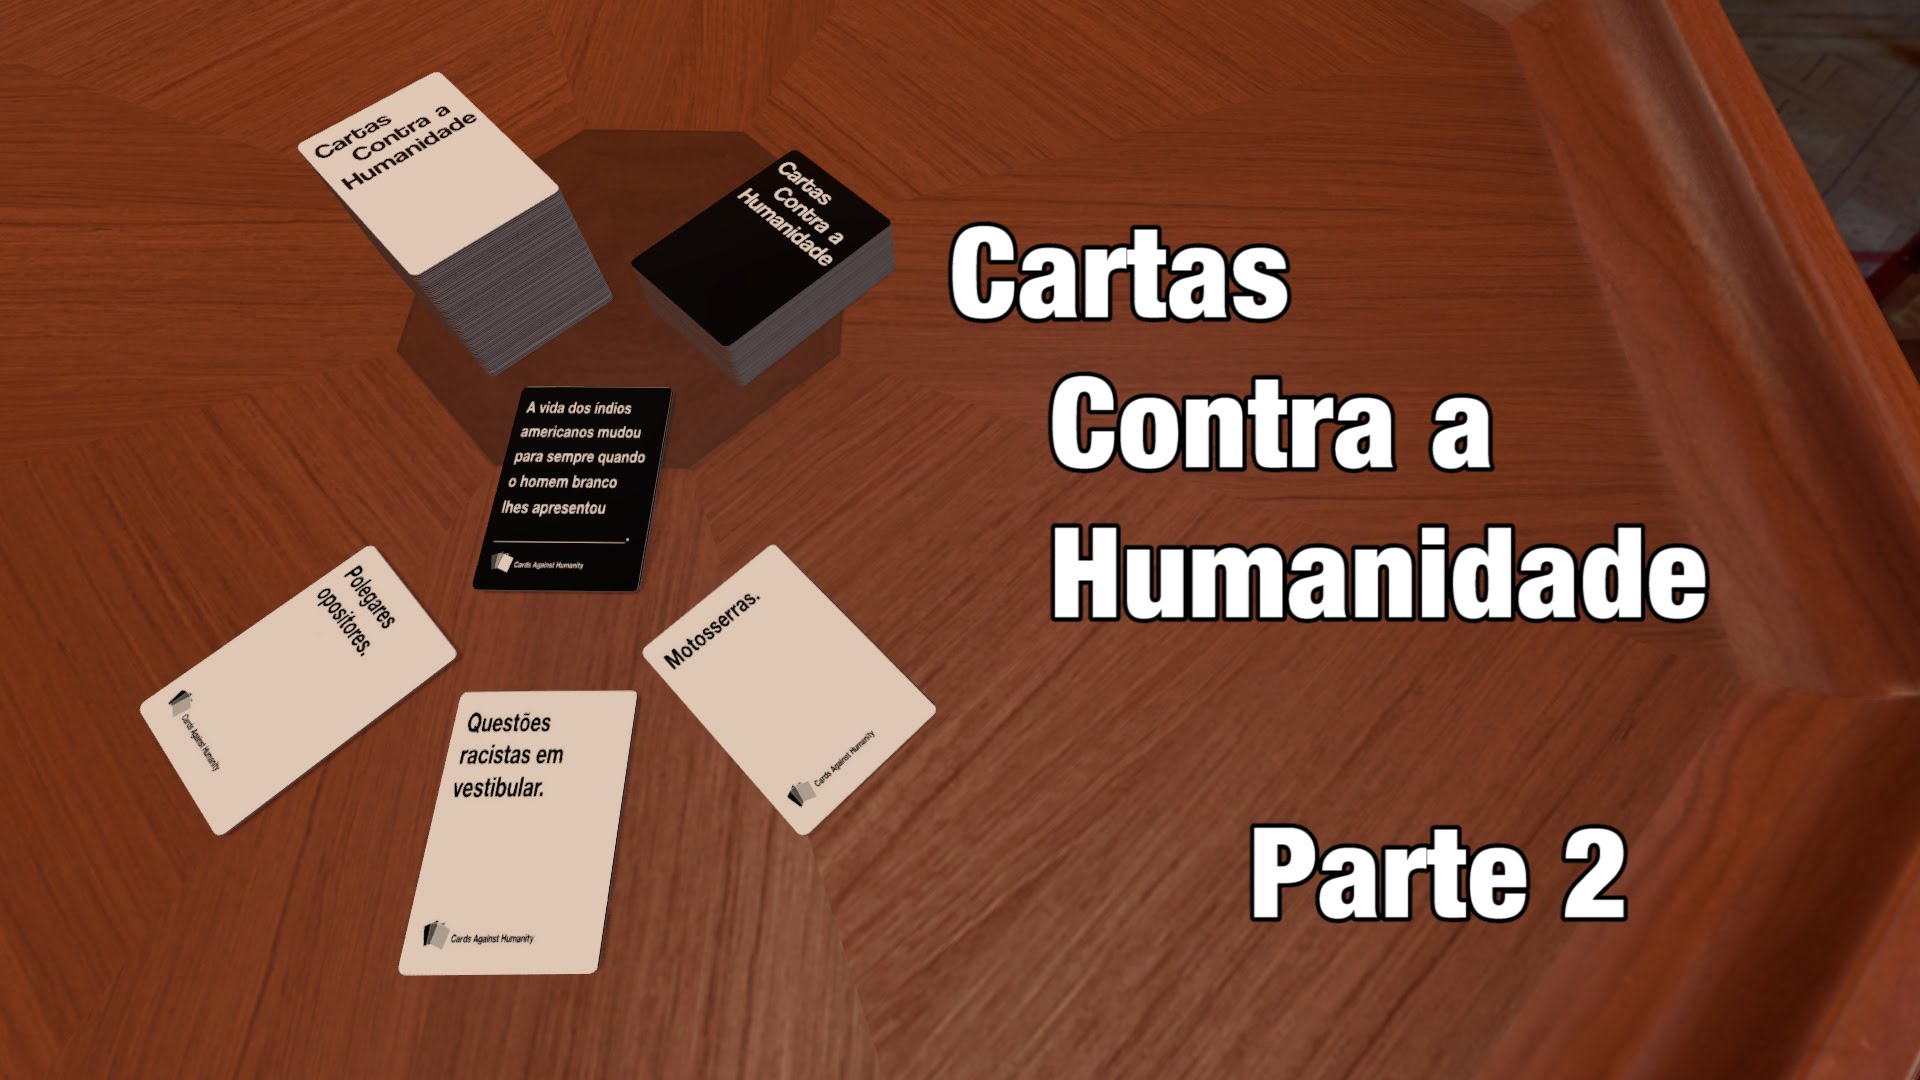 Cartas
Contra a
Humanidade
Cartas
Contra a
Humanidade
Cartas
Contra a
Humanidade
A vida dos índios
americanos mudou
para sempre quando
o homem branco
lhes apresentou
____________.
Cards Against Humanity
Polegares
opositores.
Cards Against Humanity
Motosserras.
Cards Against Humanity
Questões
racistas em
vestibular.
Cards Against Humanity
Parte 2